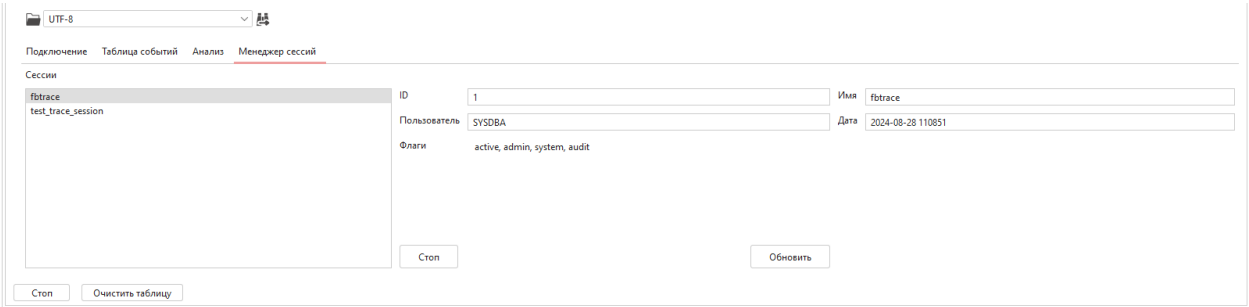 UTF-8
Подключение Таблица событий Анализ Менеджер сессий
Сессии
fbtrace
test_trace_session
ID 1 Имя fbtrace
Пользователь SYSDBA Дата 2024-08-28 110851
Флаги active, admin, system, audit
Стоп Обновить
Стоп Очистить таблицу